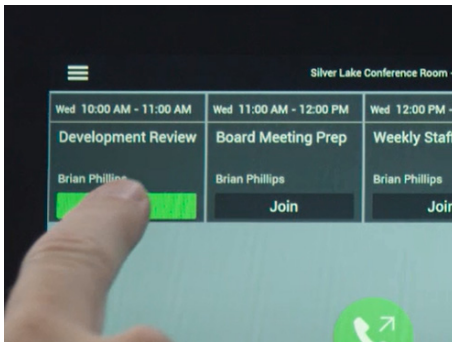 Silver Lake Conference Room -
Wed 10:00 AM - 11:00 AM
Wed 11:00 AM - 12:00 PM
Wed 12:00 PM -
Development Review
Board Meeting Prep
Weekly Staf
Brian Phillips
Brian Phillips
Brian Phillips
Join
Join